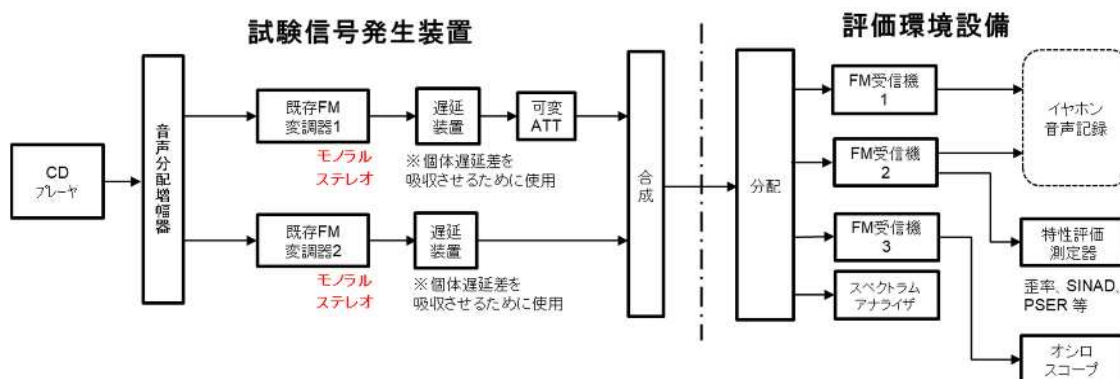 試験信号発生装置
評価環境設備
CD
プレーヤ
音声分配増幅器
既存FM
変調器1
モノラル
ステレオ
遅延
装置
※個体遅延差を
吸収させるために使用
可変
ATT
既存FM
変調器2
モノラル
ステレオ
遅延
装置
※個体遅延差を
吸収させるために使用
合成
分配
FM受信機
1
FM受信機
2
FM受信機
3
スペクトラム
アナライザ
イヤホン
音声記録
特性評価
測定器
歪率、SINAD、
PSER 等
オシロ
スコープ